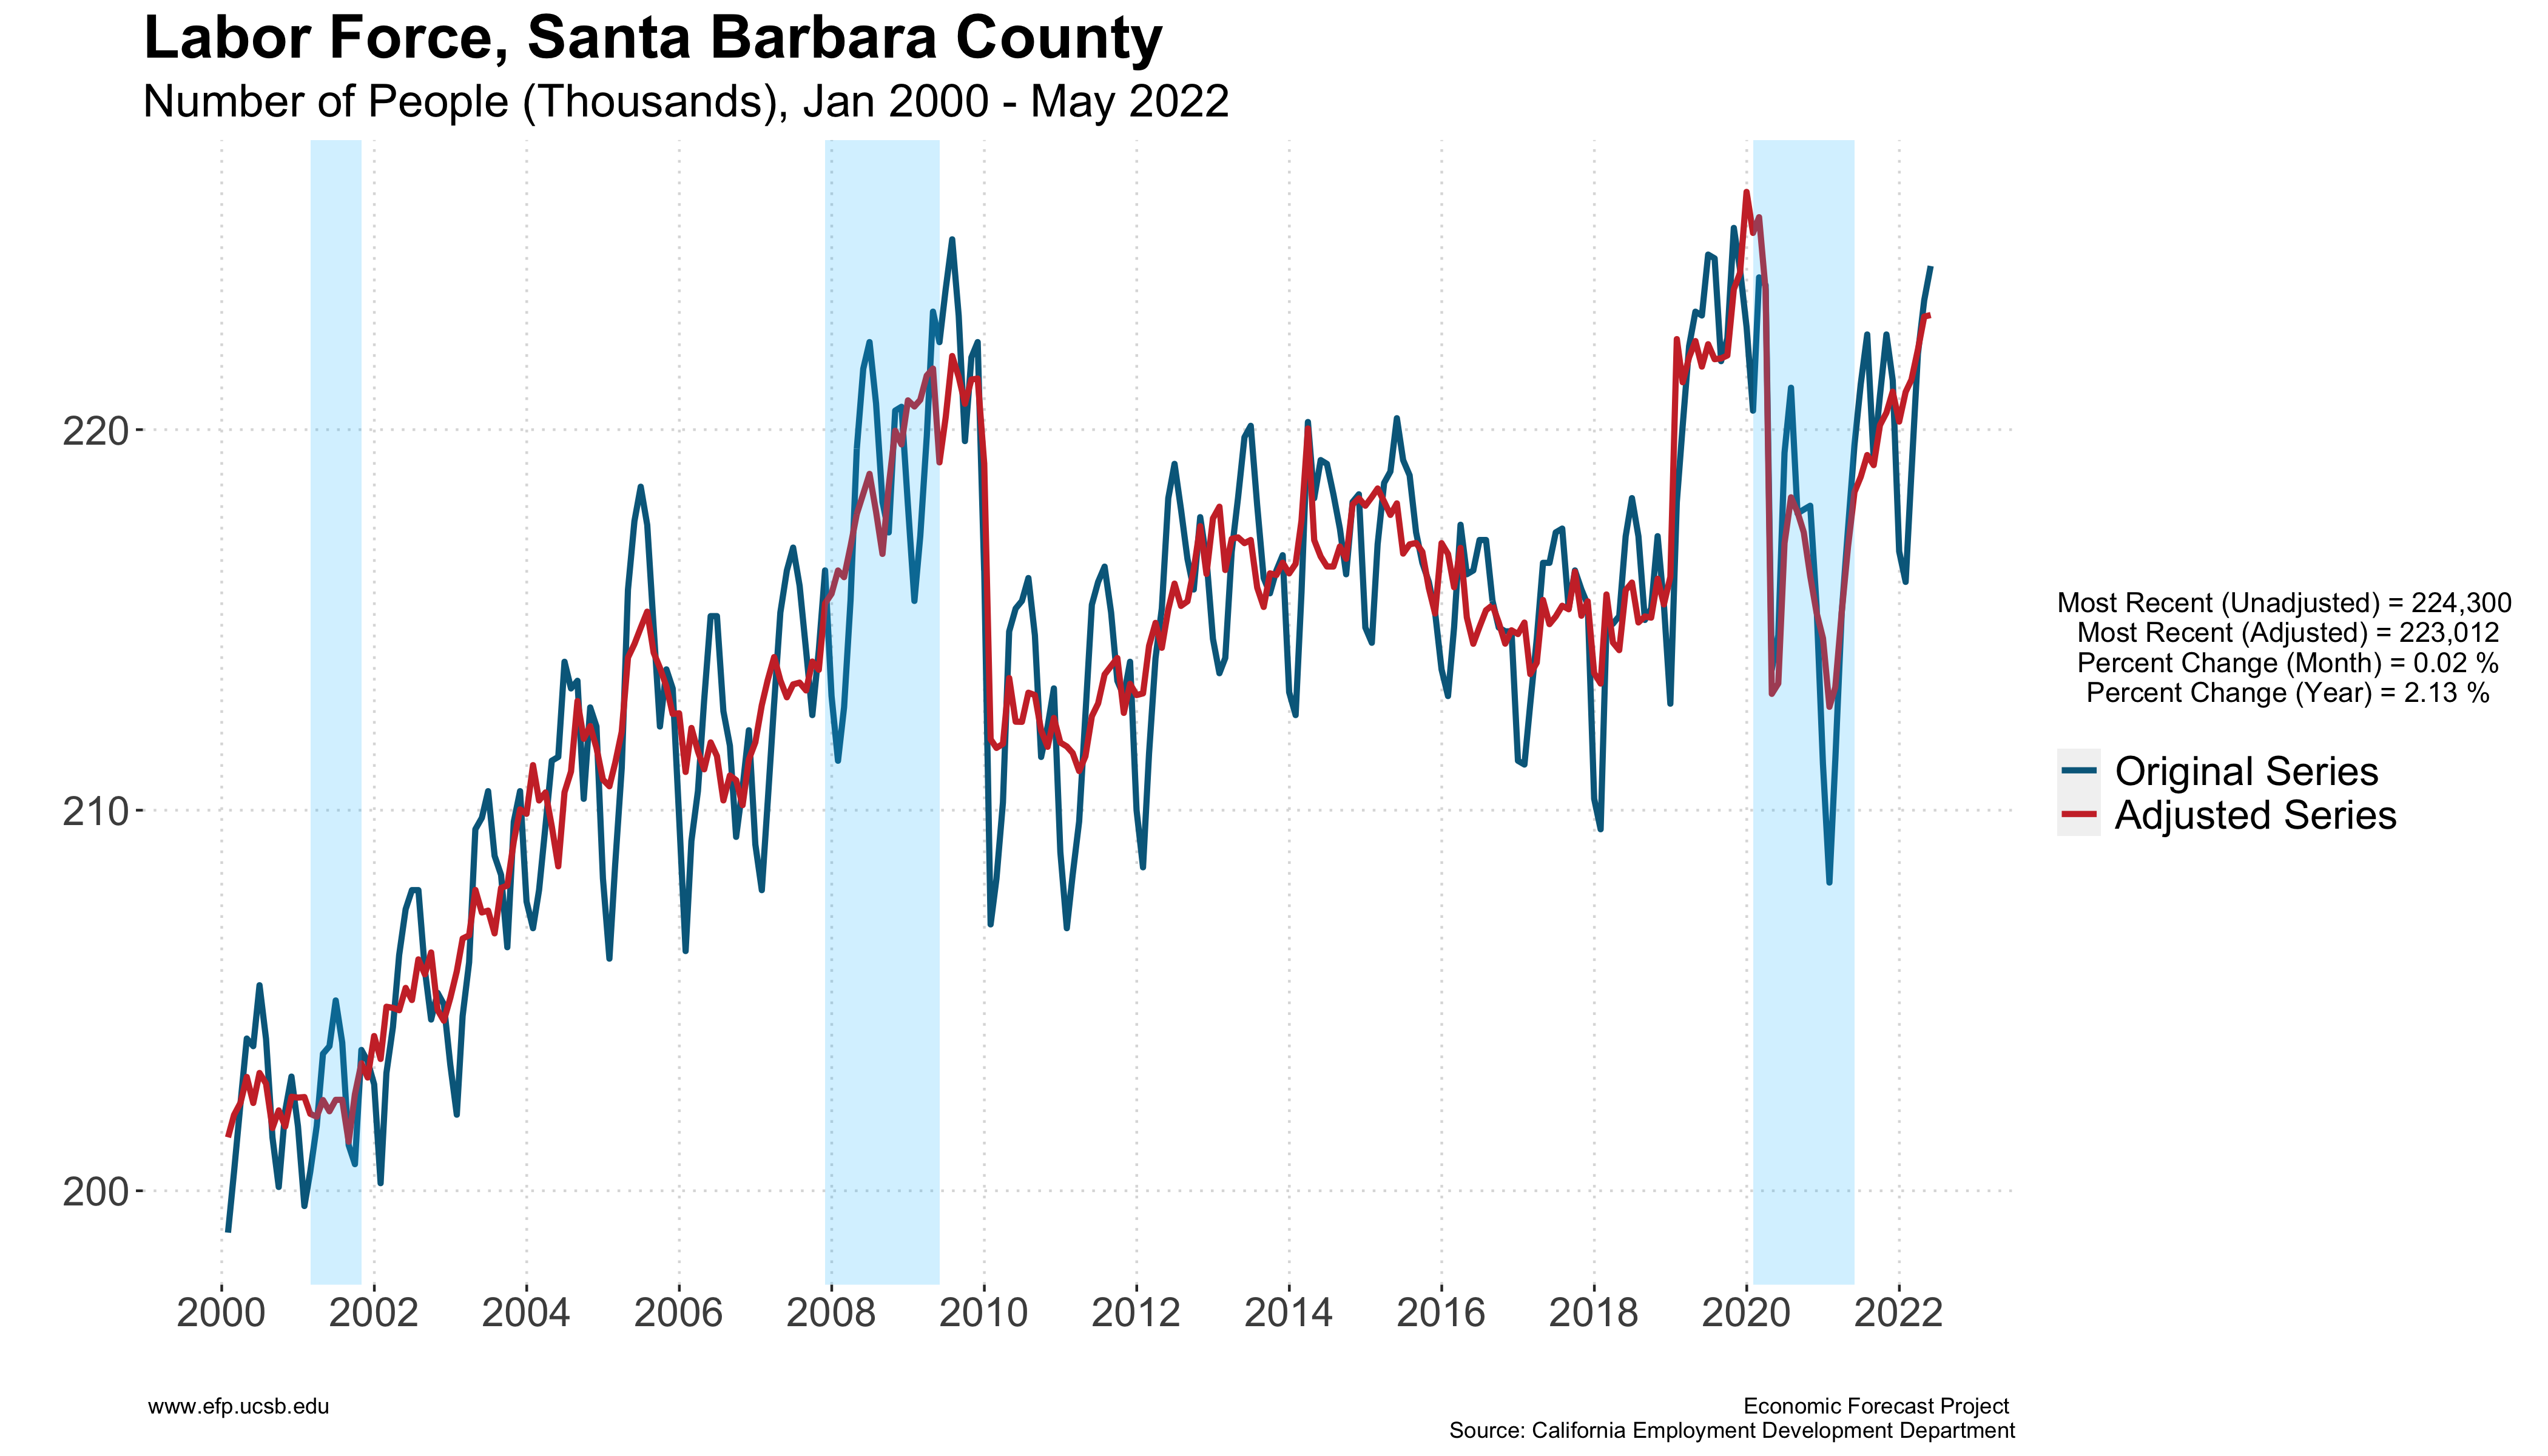 Labor Force, Santa Barbara County
Number of People (Thousands), Jan 2000 - May 2022
220
210
200
2000 2002 2004 2006 2008 2010 2012 2014 2016 2018 2020 2022
Most Recent (Unadjusted) = 224,300
Most Recent (Adjusted) = 223,012
Percent Change (Month) = 0.02 %
Percent Change (Year) = 2.13 %
Original Series
Adjusted Series
www.efp.ucsb.edu
Economic Forecast Project
Source: California Employment Development Department